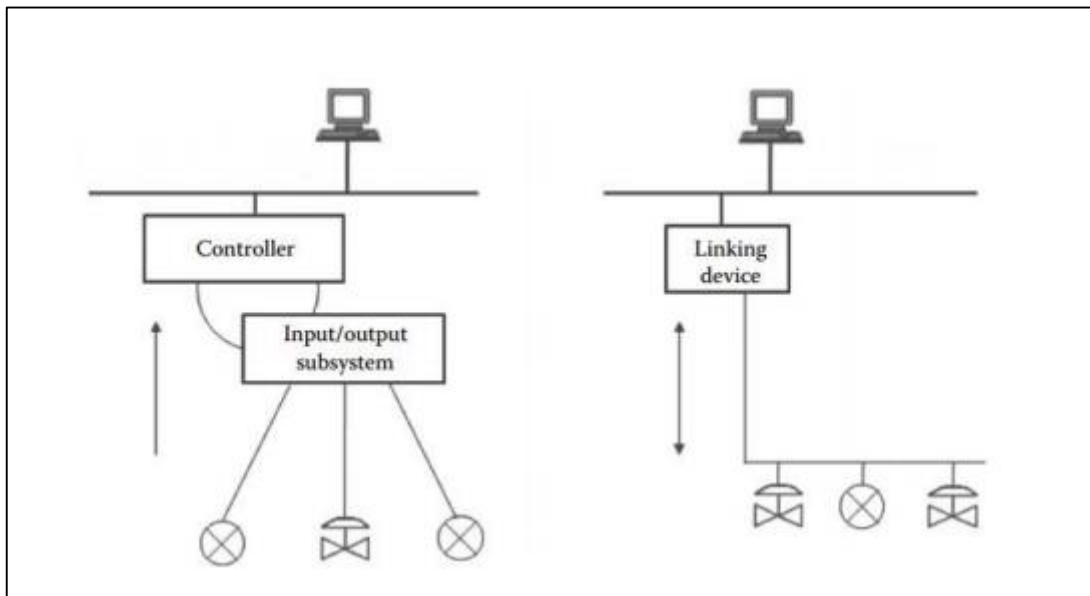 Controller
Input/output
subsystem
Linking
device